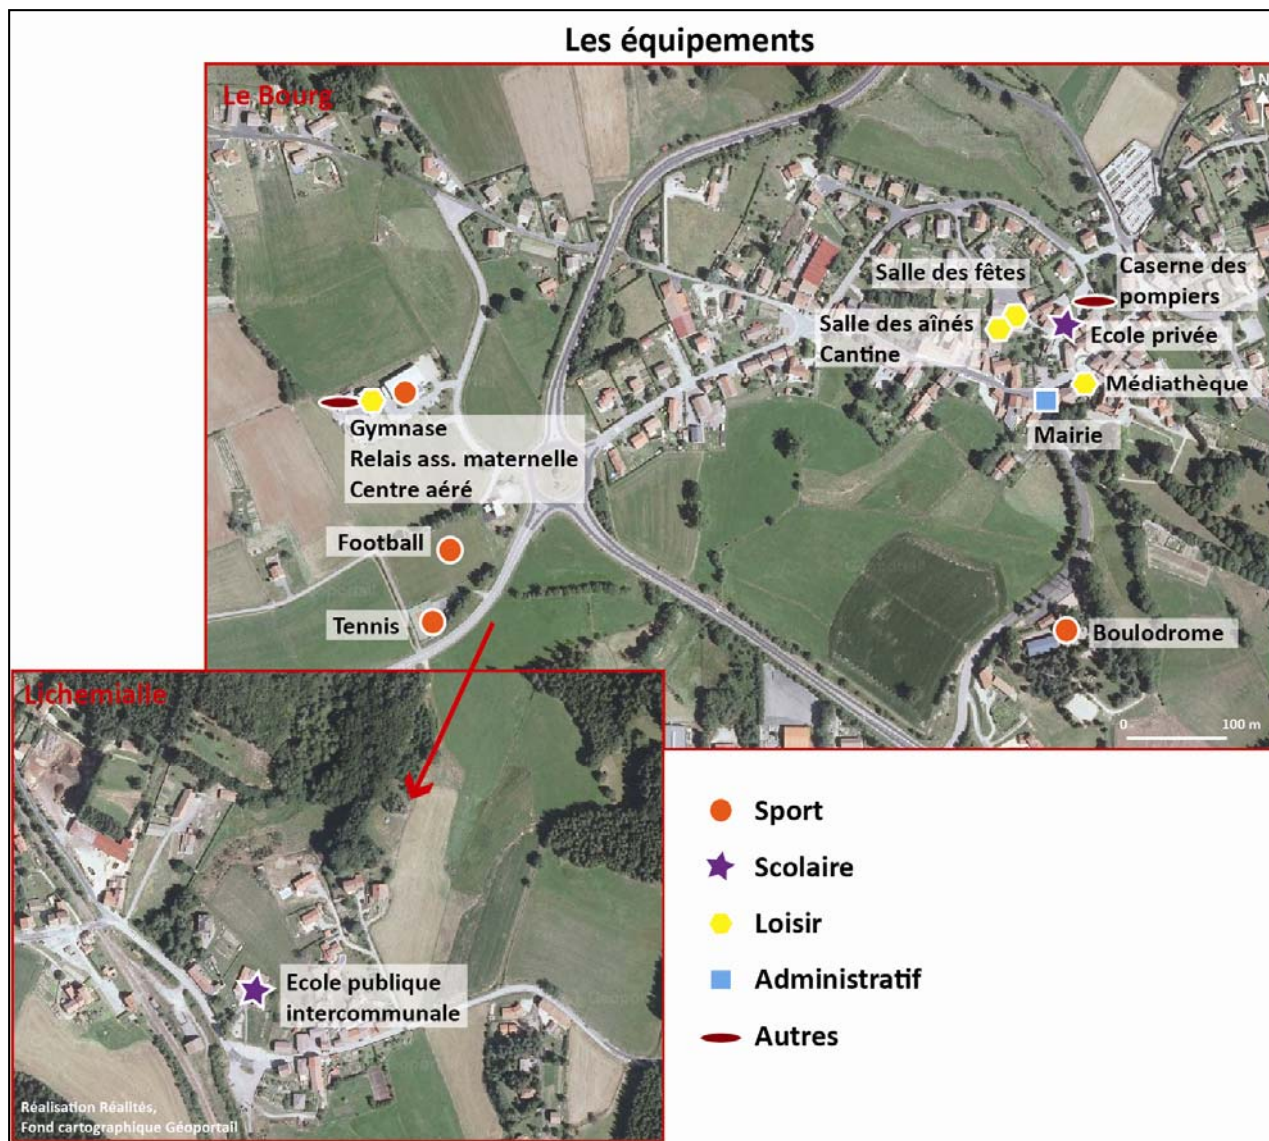 Les équipements
Le Bourg
N
Salle des fêtes
Caserne des
pompiers
Salle des aînés
Cantine
Ecole privée
Médiathèque
Mairie
Gymnase
Relais ass. maternelle
Centre aéré
Football
Tennis
Boulodrome
0 100 m
Lichemialle
Ecole publique
intercommunale
Réalisation Réalités,
Fond cartographique Géoportail
Sport
Scolaire
Loisir
Administratif
Autres